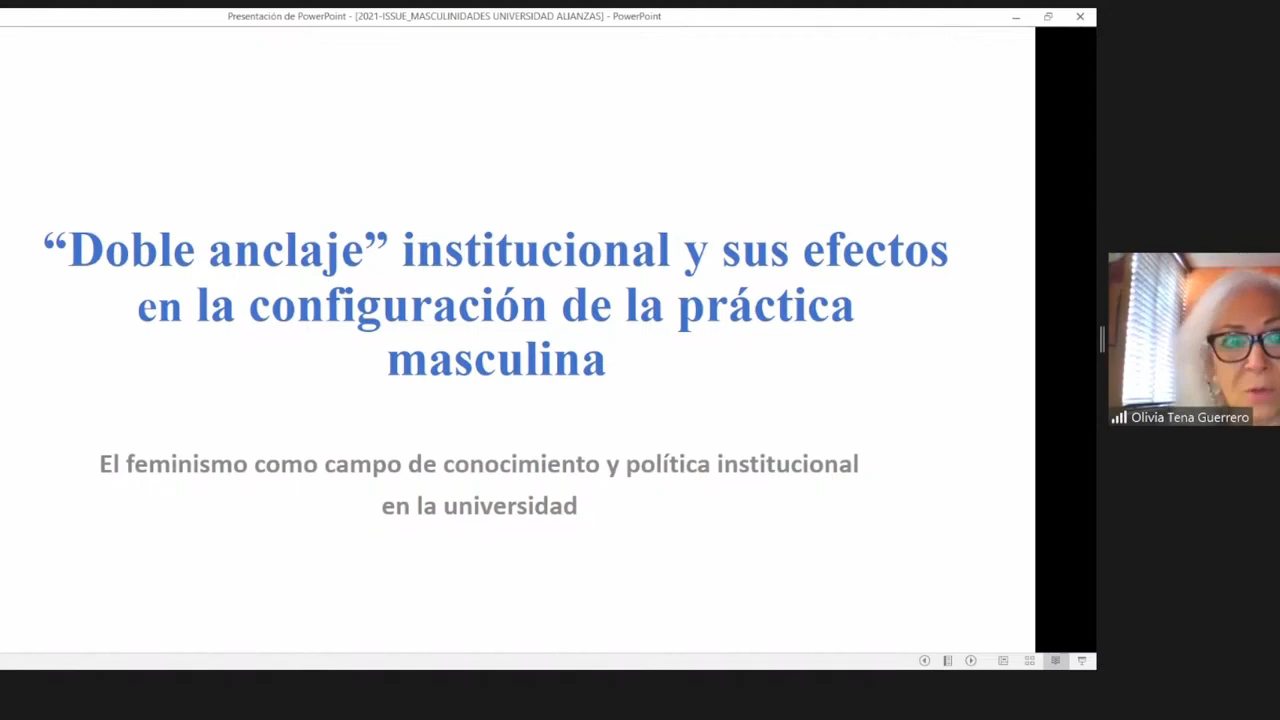 Presentación de PowerPoint - [2021-ISSUE_MASCULINIDADES UNIVERSIDAD ALIANZAS] - PowerPoint
“Doble anclaje” institucional y sus efectos
en la configuración de la práctica
masculina
El feminismo como campo de conocimiento y política institucional
en la universidad
Olivia Tena Guerrero